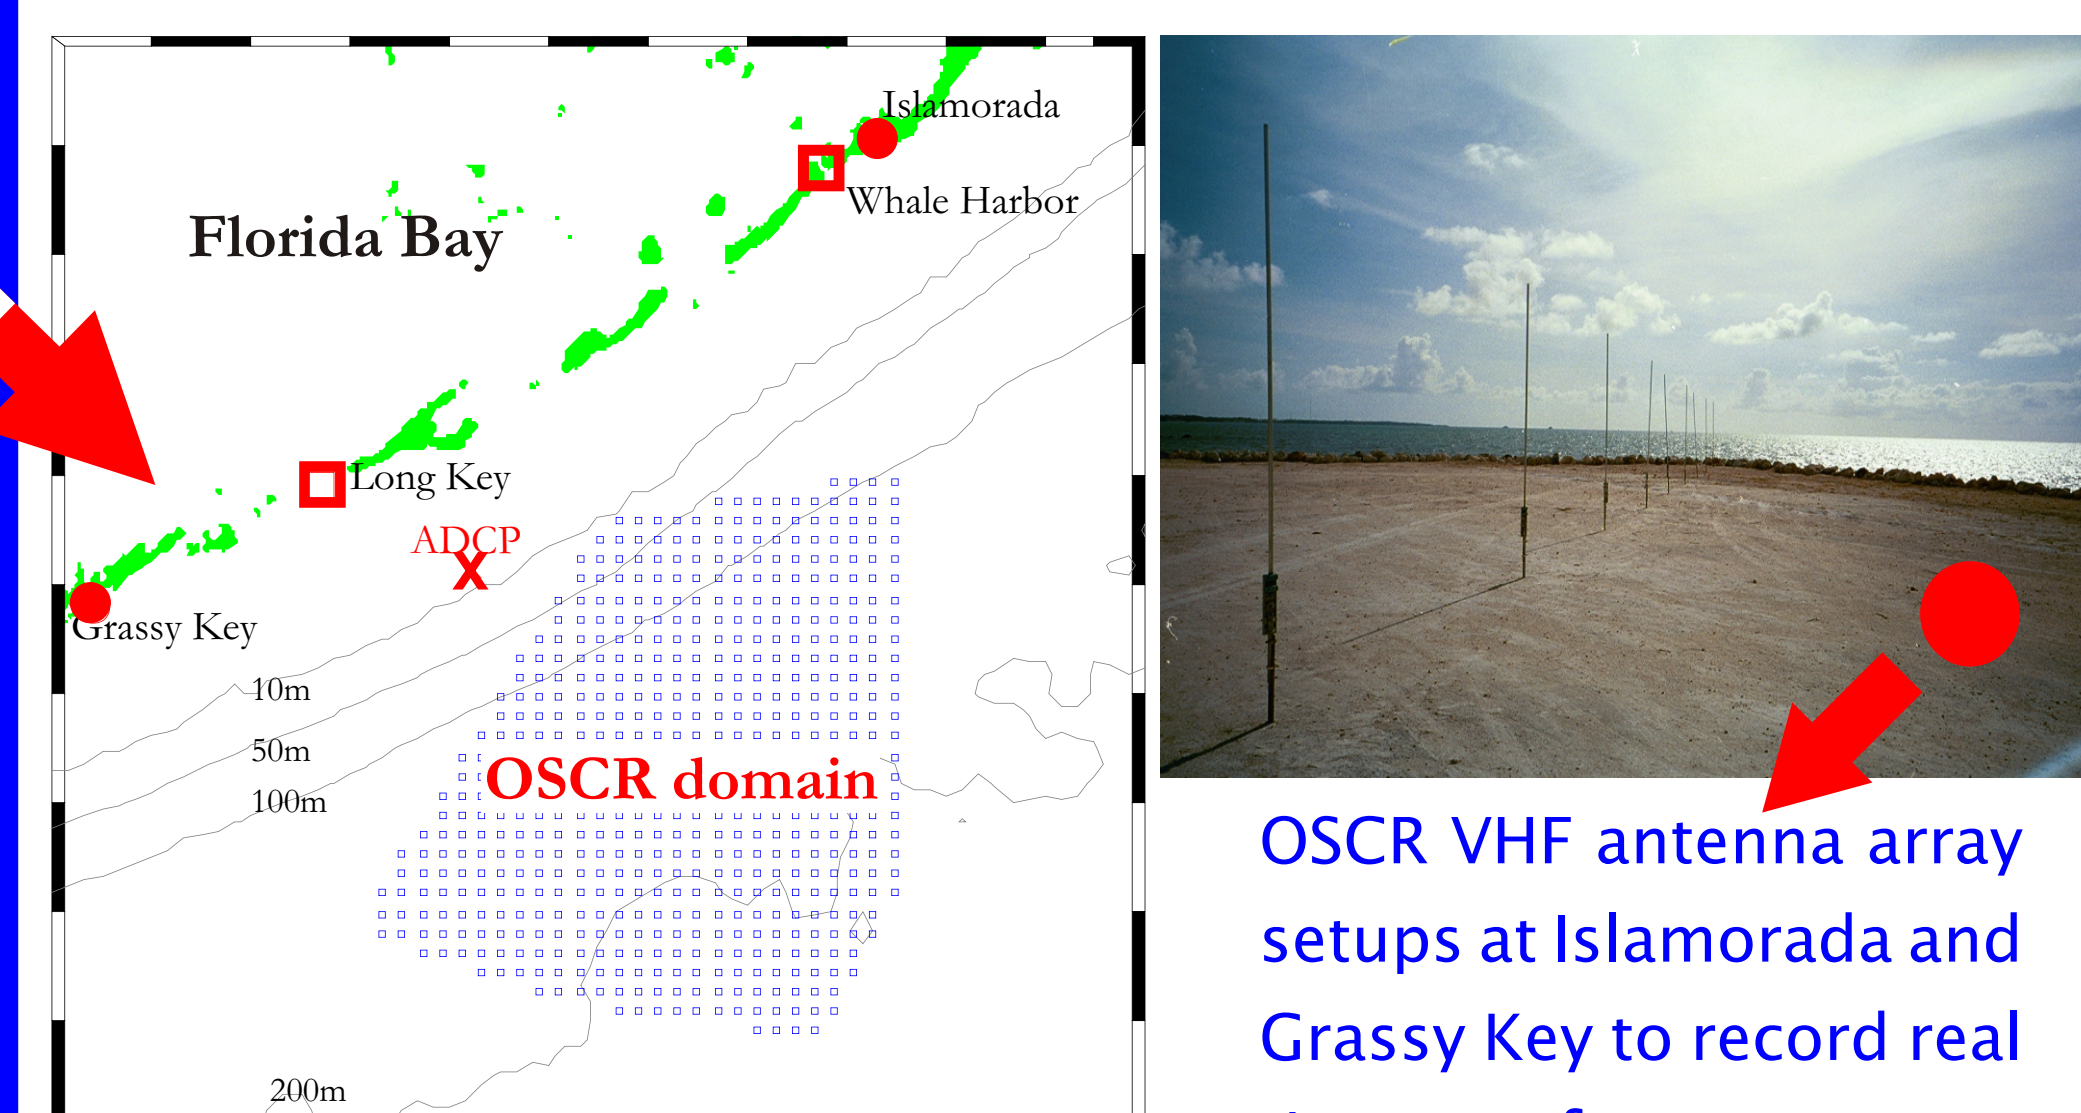 Islamorada
Whale Harbor
Florida Bay
Long Key
ADCP
X
Grassy Key
10m
50m
OSCR domain
100m
200m
OSCR VHF antenna array
setups at Islamorada and
Grassy Key to record real